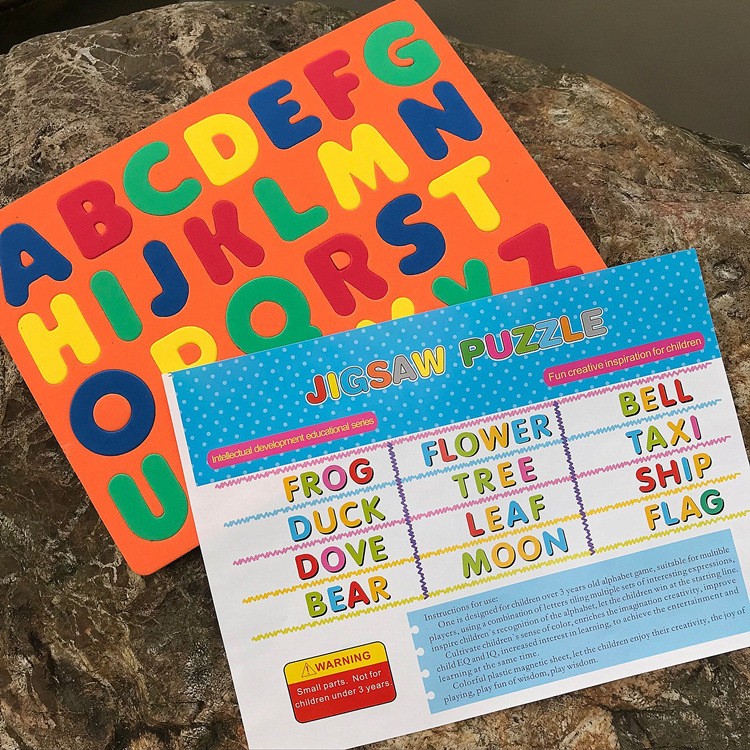 A B C D E F G
H I J K L M N
O P Q R S T
U Y Z
JIGSAW PUZZLE
Intellectual development educational series
Fun creative inspiration for children
FROG FLOWER BELL
DUCK TREE TAXI
DOVE LEAF SHIP
BEAR MOON FLAG
WARNING
Small parts. Not for
children under 3 years
Instructions for use:
One is designed for children over 3 years old alphabet game, suitable for mulible
players, using a combination of letters tiling multiple sets of interesting expressions,
inspire children`s recognition of the alphabet, let the children win at the starting line.
Cultivate children`s sense of color, enriches the imagination creativity, improve
child EQ and IQ, increased interest in learning, to achieve the entertainment and
learning at the same time.
Colorful plastic magnetic sheet, let the children enjoy their creativity, the joy of
playing, play fun of wisdom, play wisdom.